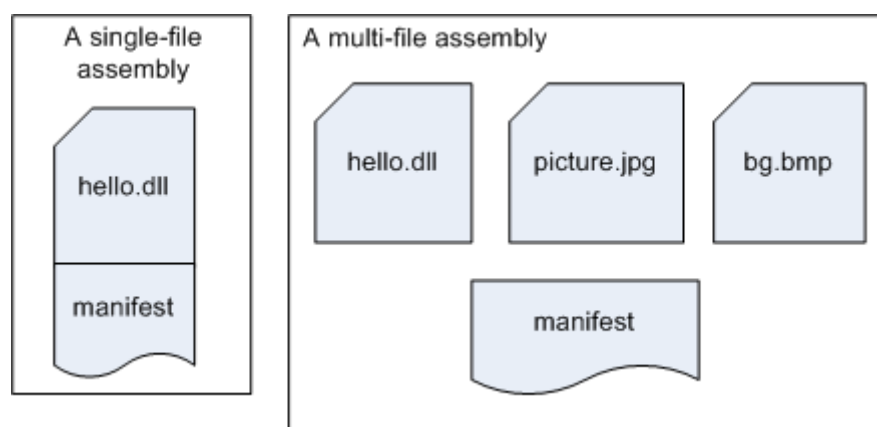 A single-file
assembly
hello.dll
manifest
A multi-file assembly
hello.dll
picture.jpg
bg.bmp
manifest